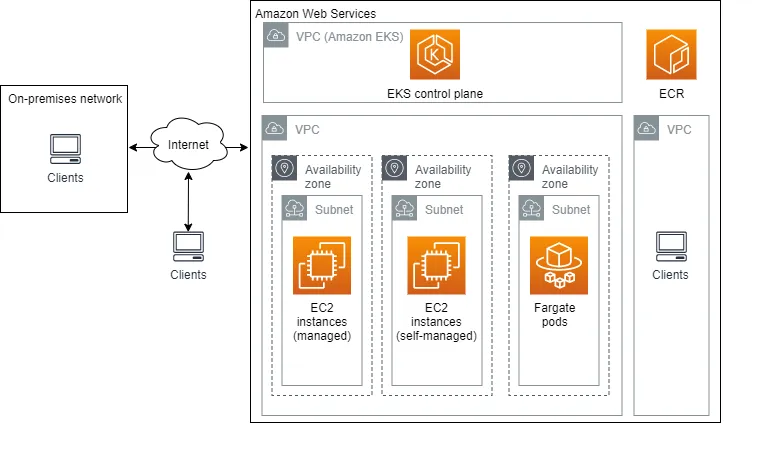 Amazon Web Services
VPC (Amazon EKS)
EKS control plane
ECR
On-premises network
Clients
Internet
Clients
VPC
Availability
zone
Subnet
EC2
instances
(managed)
Availability
zone
Subnet
EC2
instances
(self-managed)
Availability
zone
Subnet
Fargate
pods
VPC
Clients